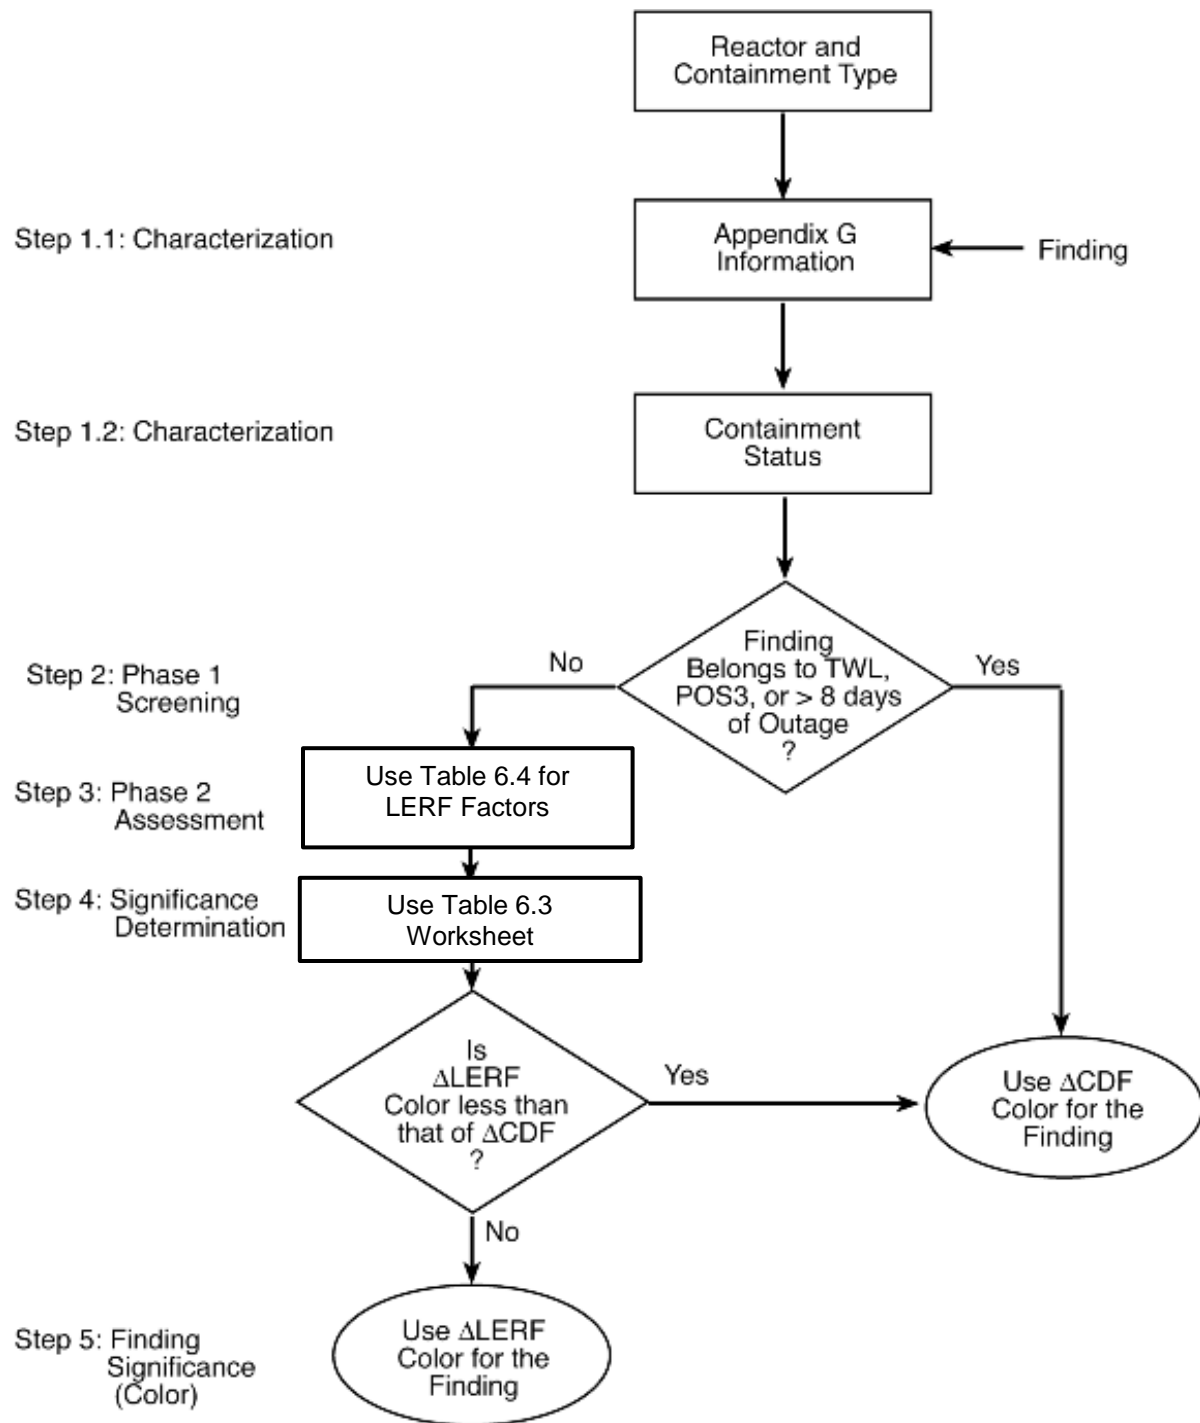 Reactor and
Containment Type
Step 1.1: Characterization
Appendix G
Information
Finding
Step 1.2: Characterization
Containment
Status
Step 2: Phase 1
Screening
No
Finding
Belongs to TWL,
POS3, or > 8 days
of Outage
?
Yes
Step 3: Phase 2
Assessment
Use Table 6.4 for
LERF Factors
Step 4: Significance
Determination
Use Table 6.3
Worksheet
Is
ΔLERF
Color less than
that of ΔCDF
?
Yes
Use ΔCDF
Color for the
Finding
No
Step 5: Finding
Significance
(Color)
Use ΔLERF
Color for the
Finding